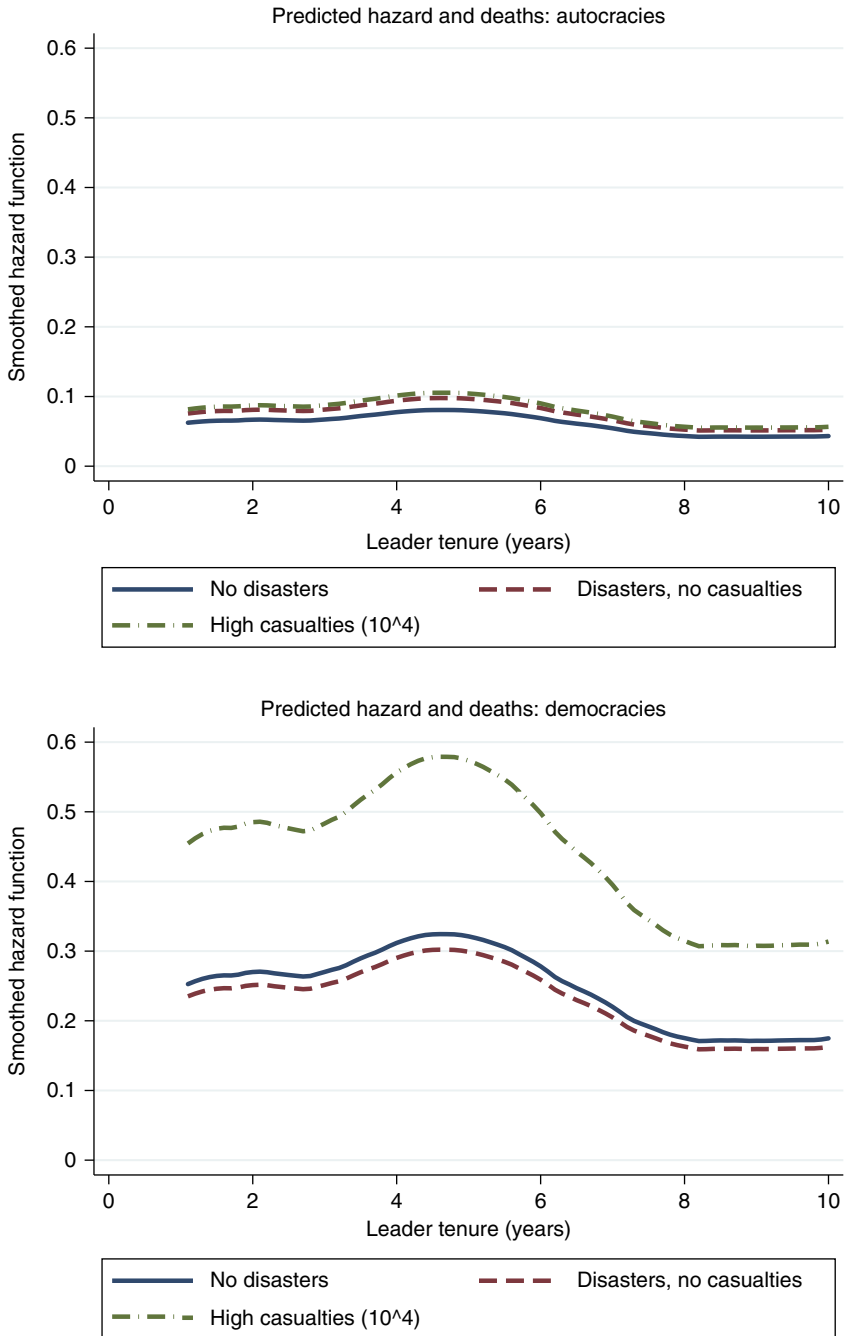 Predicted hazard and deaths: autocracies
0.6
0.5
0.4
0.3
0.2
0.1
0
Smoothed hazard function
0 2 4 6 8 10
Leader tenure (years)
No disasters Disasters, no casualties
High casualties (10^4)
Predicted hazard and deaths: democracies
0.6
0.5
0.4
0.3
0.2
0.1
0
Smoothed hazard function
0 2 4 6 8 10
Leader tenure (years)
No disasters Disasters, no casualties
High casualties (10^4)